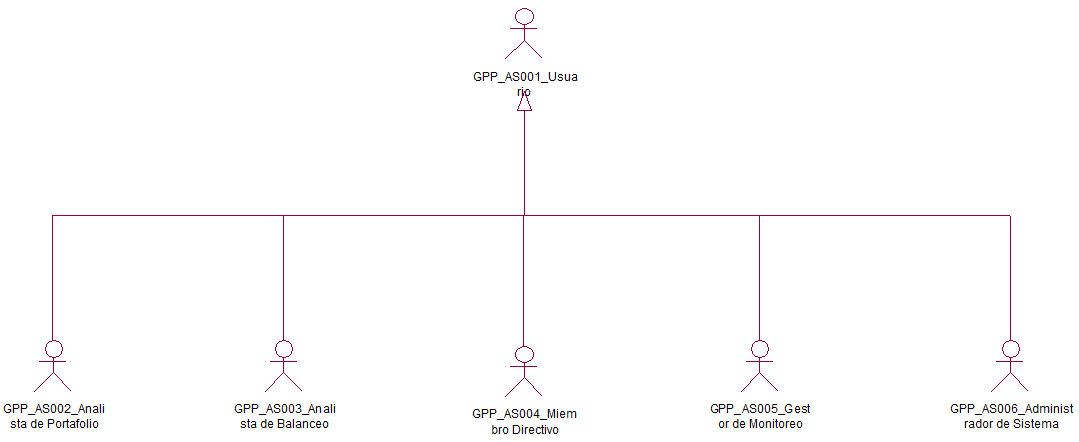 GPP_AS001_Usua
rio
GPP_AS002_Anali
sta de Portafolio
GPP_AS003_Anali
sta de Balanceo
GPP_AS004_Miem
bro Directivo
GPP_AS005_Gest
or de Monitoreo
GPP_AS006_Administ
rador de Sistema